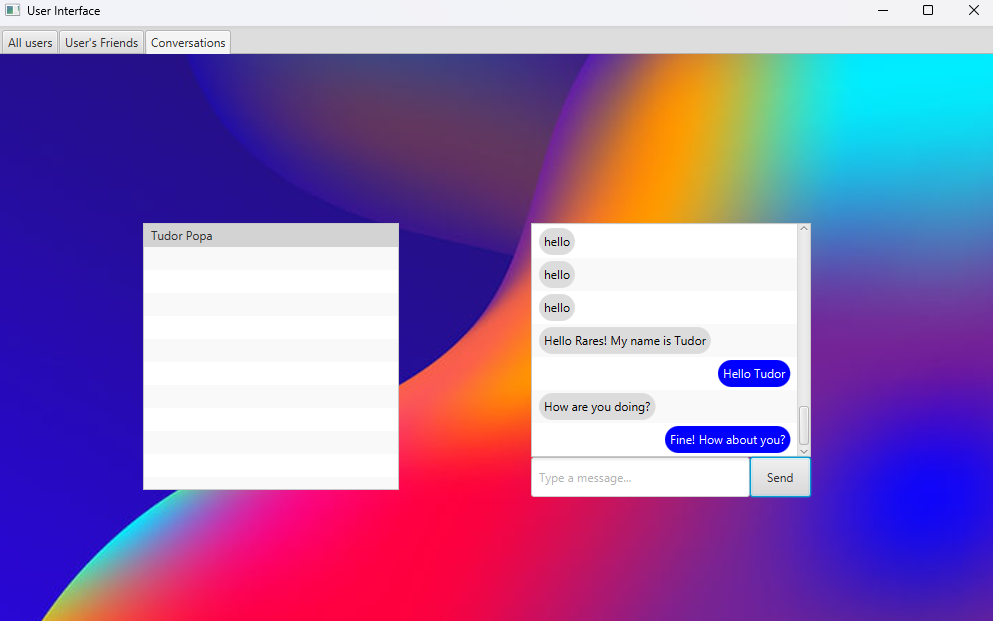 User Interface
All users
User's Friends
Conversations
Tudor Popa
hello
hello
hello
Hello Rares! My name is Tudor
Hello Tudor
How are you doing?
Fine! How about you?
Type a message...
Send